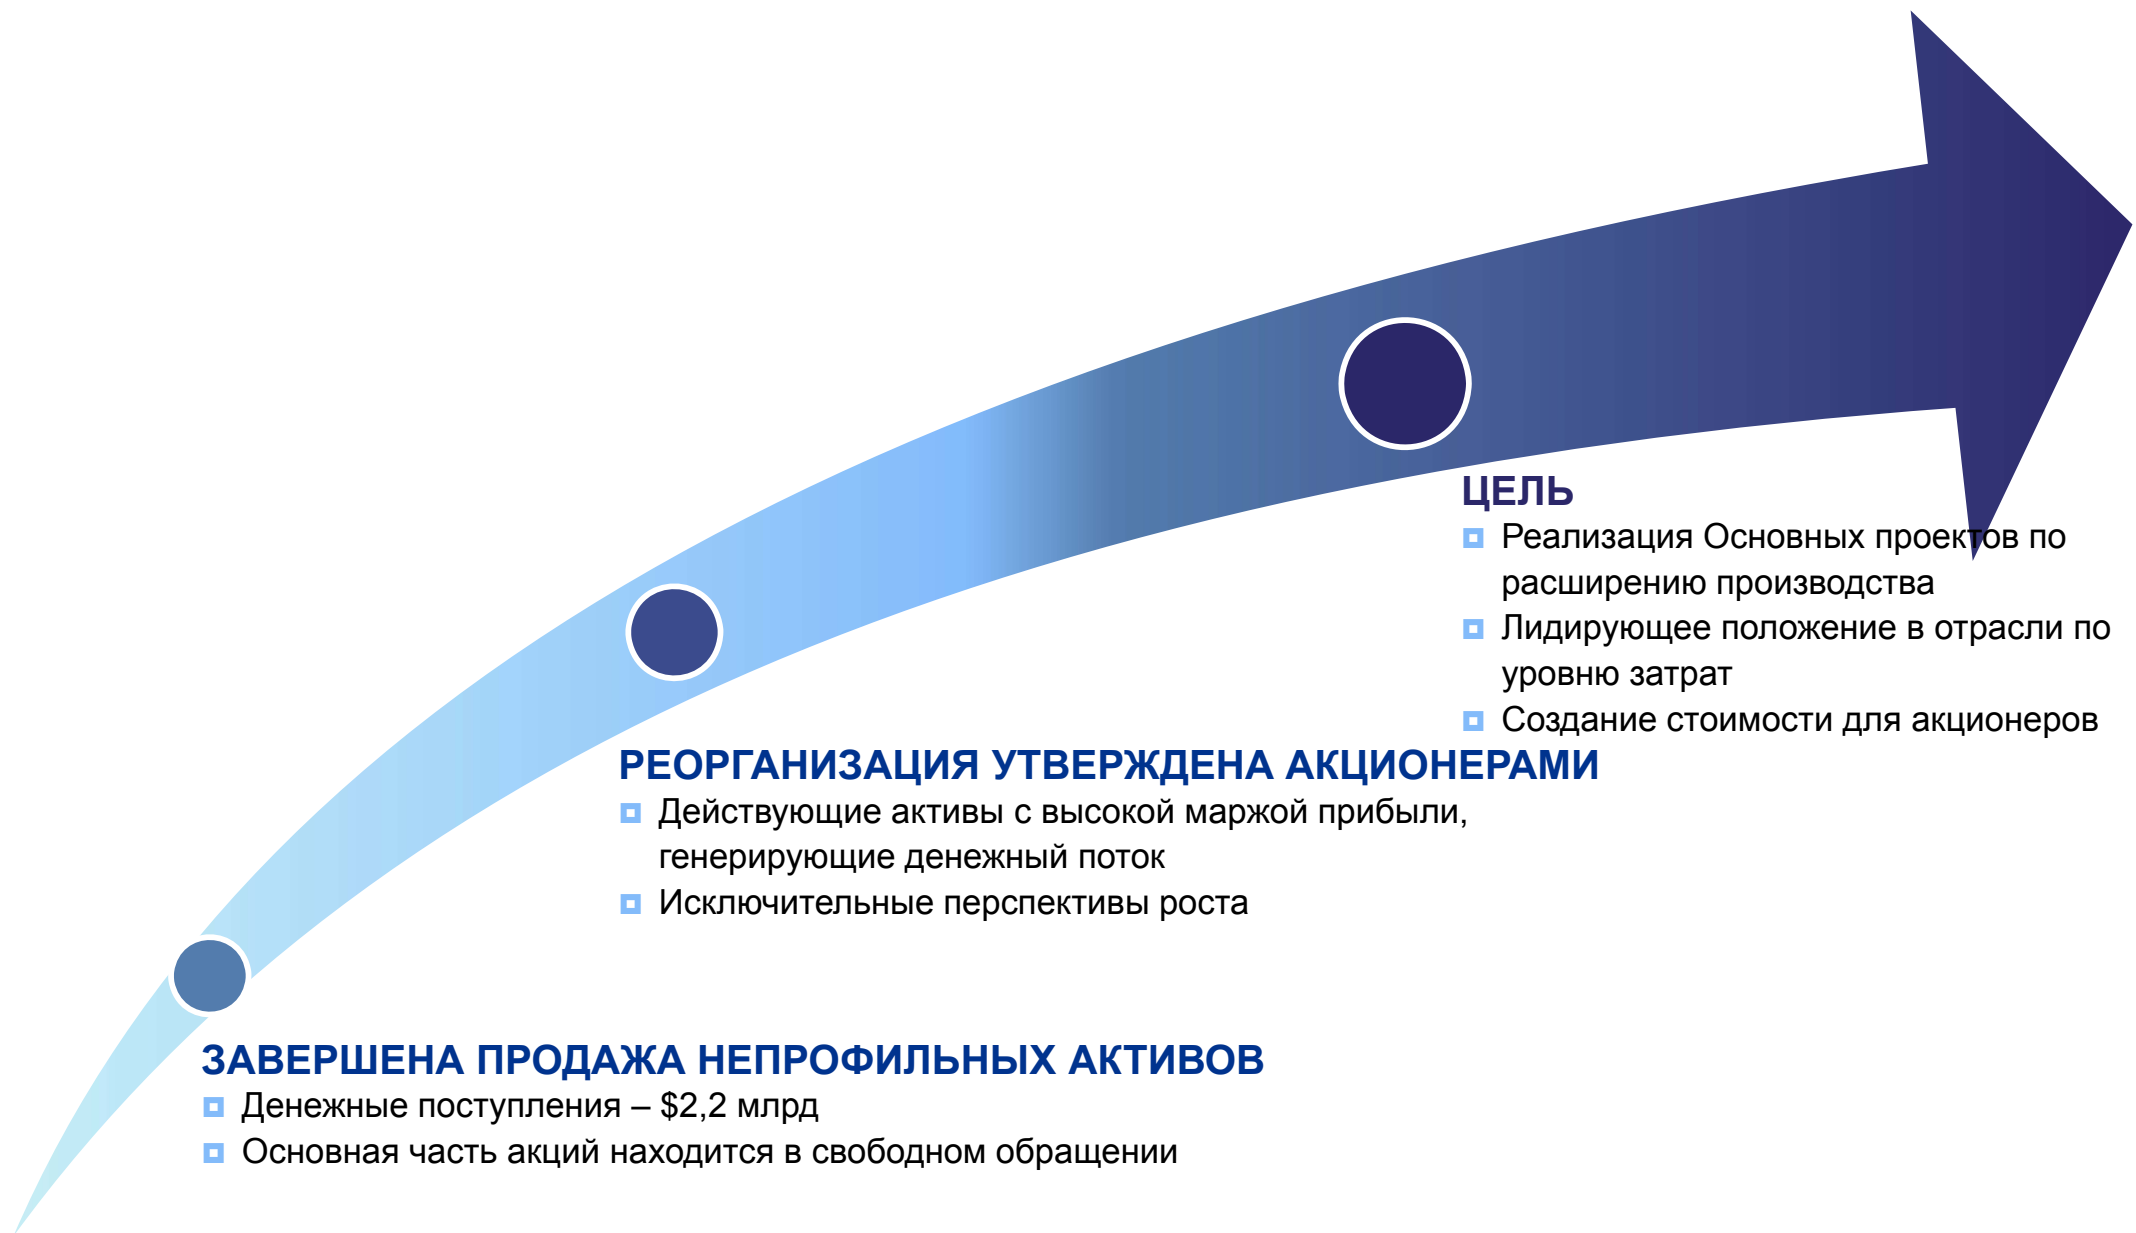 ЦЕЛЬ
Реализация Основных проектов по
расширению производства
Лидирующее положение в отрасли по
уровню затрат
Создание стоимости для акционеров
РЕОРГАНИЗАЦИЯ УТВЕРЖДЕНА АКЦИОНЕРАМИ
Действующие активы с высокой маржой прибыли,
генерирующие денежный поток
Исключительные перспективы роста
ЗАВЕРШЕНА ПРОДАЖА НЕПРОФИЛЬНЫХ АКТИВОВ
Денежные поступления – $2,2 млрд
Основная часть акций находится в свободном обращении